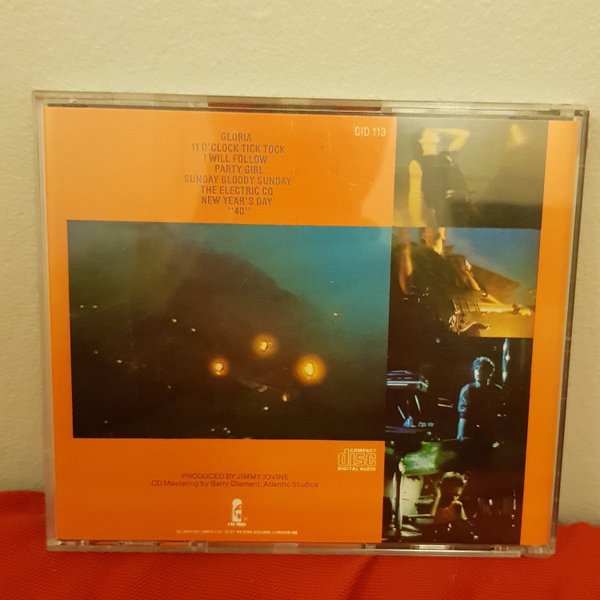 GLORIA
11 O'CLOCK TICK TOCK
I WILL FOLLOW
PARTY GIRL
SUNDAY BLOODY SUNDAY
THE ELECTRIC CO
NEW YEAR'S DAY
"40"
CID 113
COMPACT
disc
DIGITAL AUDIO
PRODUCED BY JIMMY IOVINE
CD Mastering by Barry Diament, Atlantic Studios
ISLAND